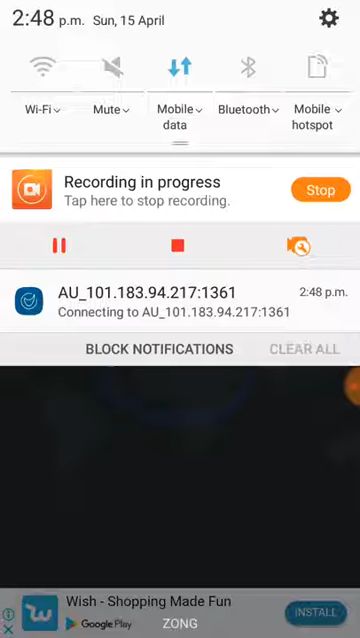 2:48 p.m. Sun, 15 April
Wi-Fi Mute Mobile data Bluetooth Mobile hotspot
Recording in progress
Tap here to stop recording.
Stop
AU_101.183.94.217:1361 2:48 p.m.
Connecting to AU_101.183.94.217:1361
BLOCK NOTIFICATIONS CLEAR ALL
Wish - Shopping Made Fun
Google Play
INSTALL
ZONG